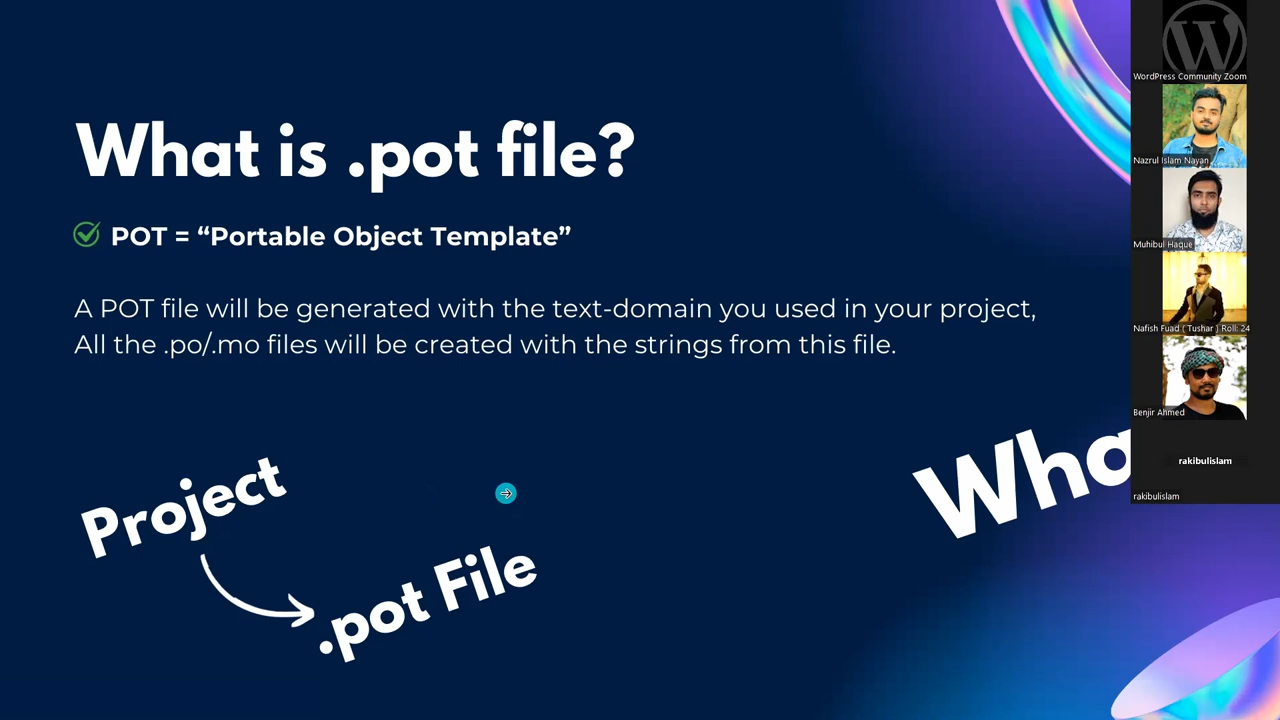 What is .pot file?
POT = “Portable Object Template”
A POT file will be generated with the text-domain you used in your project,
All the .po/.mo files will be created with the strings from this file.
Project
.pot File
Wha
WordPress Community Zoom
Nazrul Islam Nayan
Muhibul Haque
Nafish Fuad ( Tushar ) Roll: 24
Benjir Ahmed
rakibulislam
rakibulislam